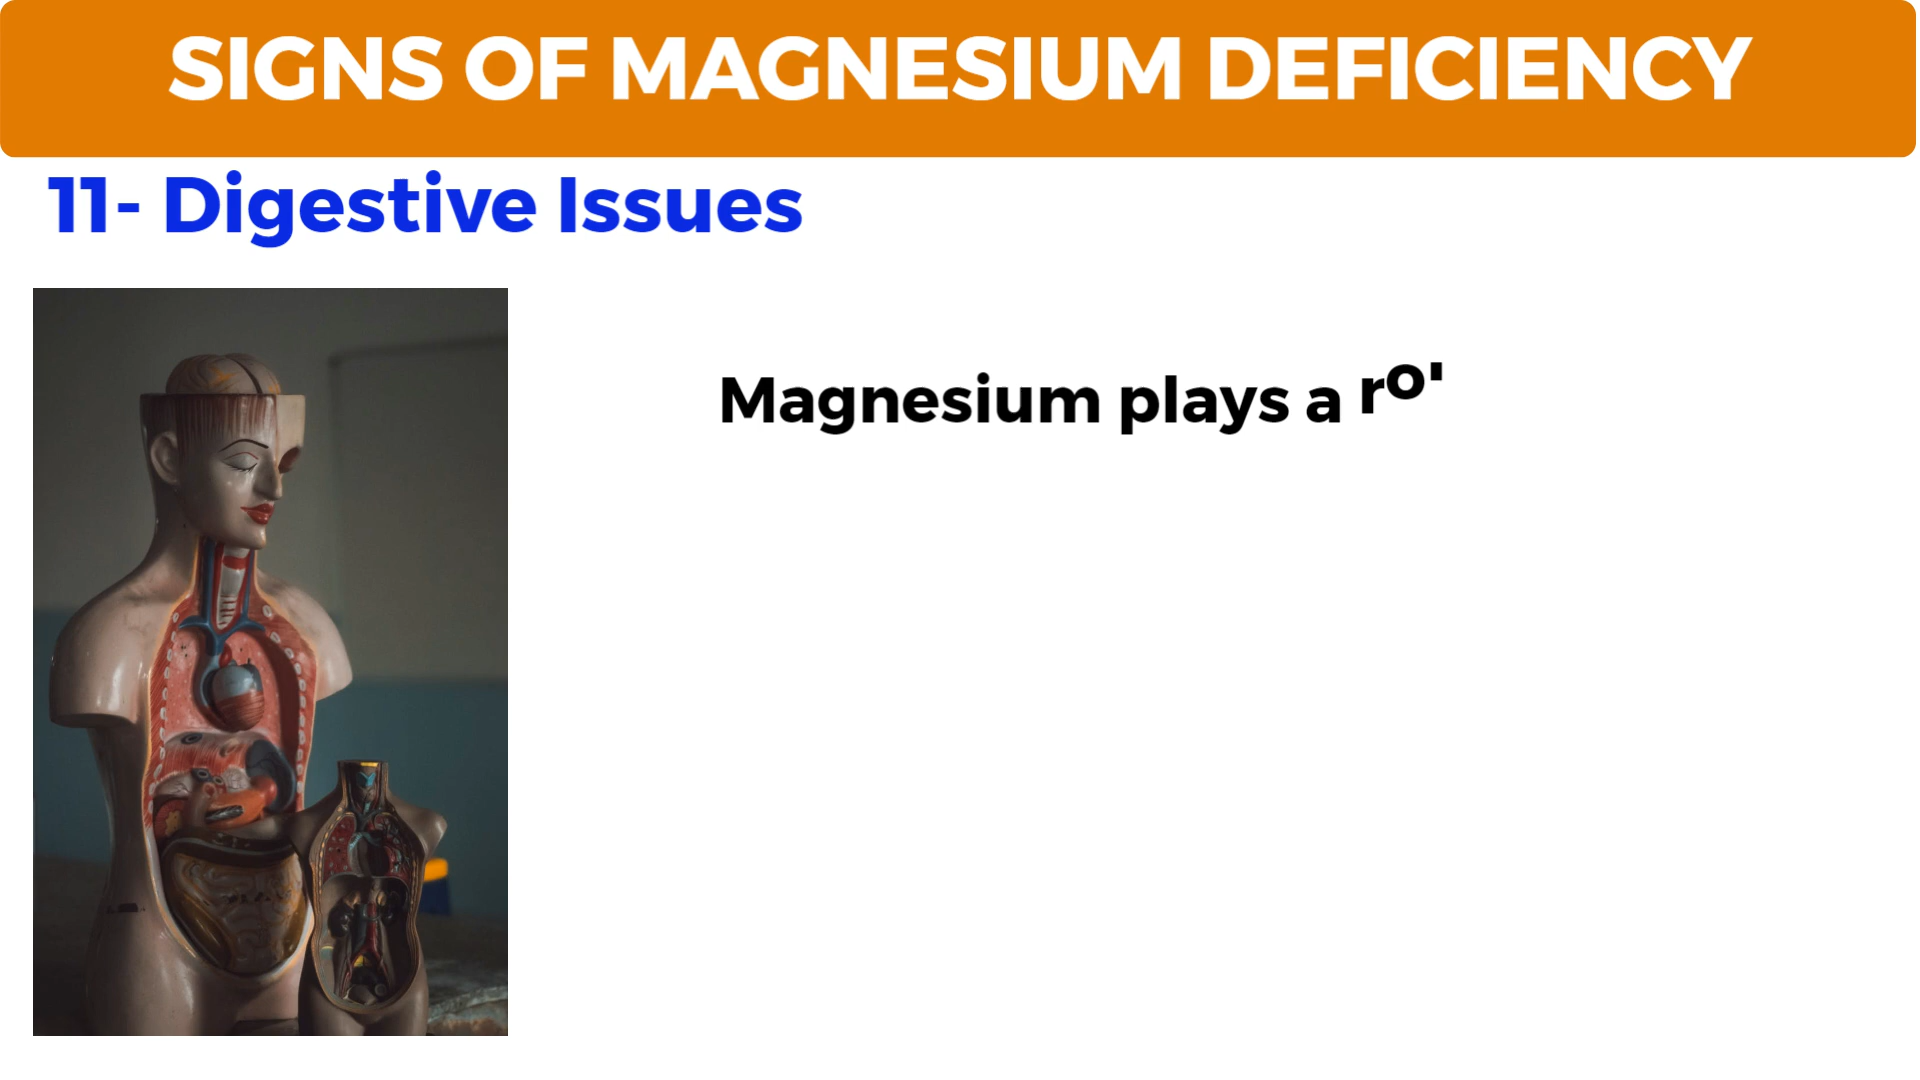 SIGNS OF MAGNESIUM DEFICIENCY
11- Digestive Issues
Magnesium plays a